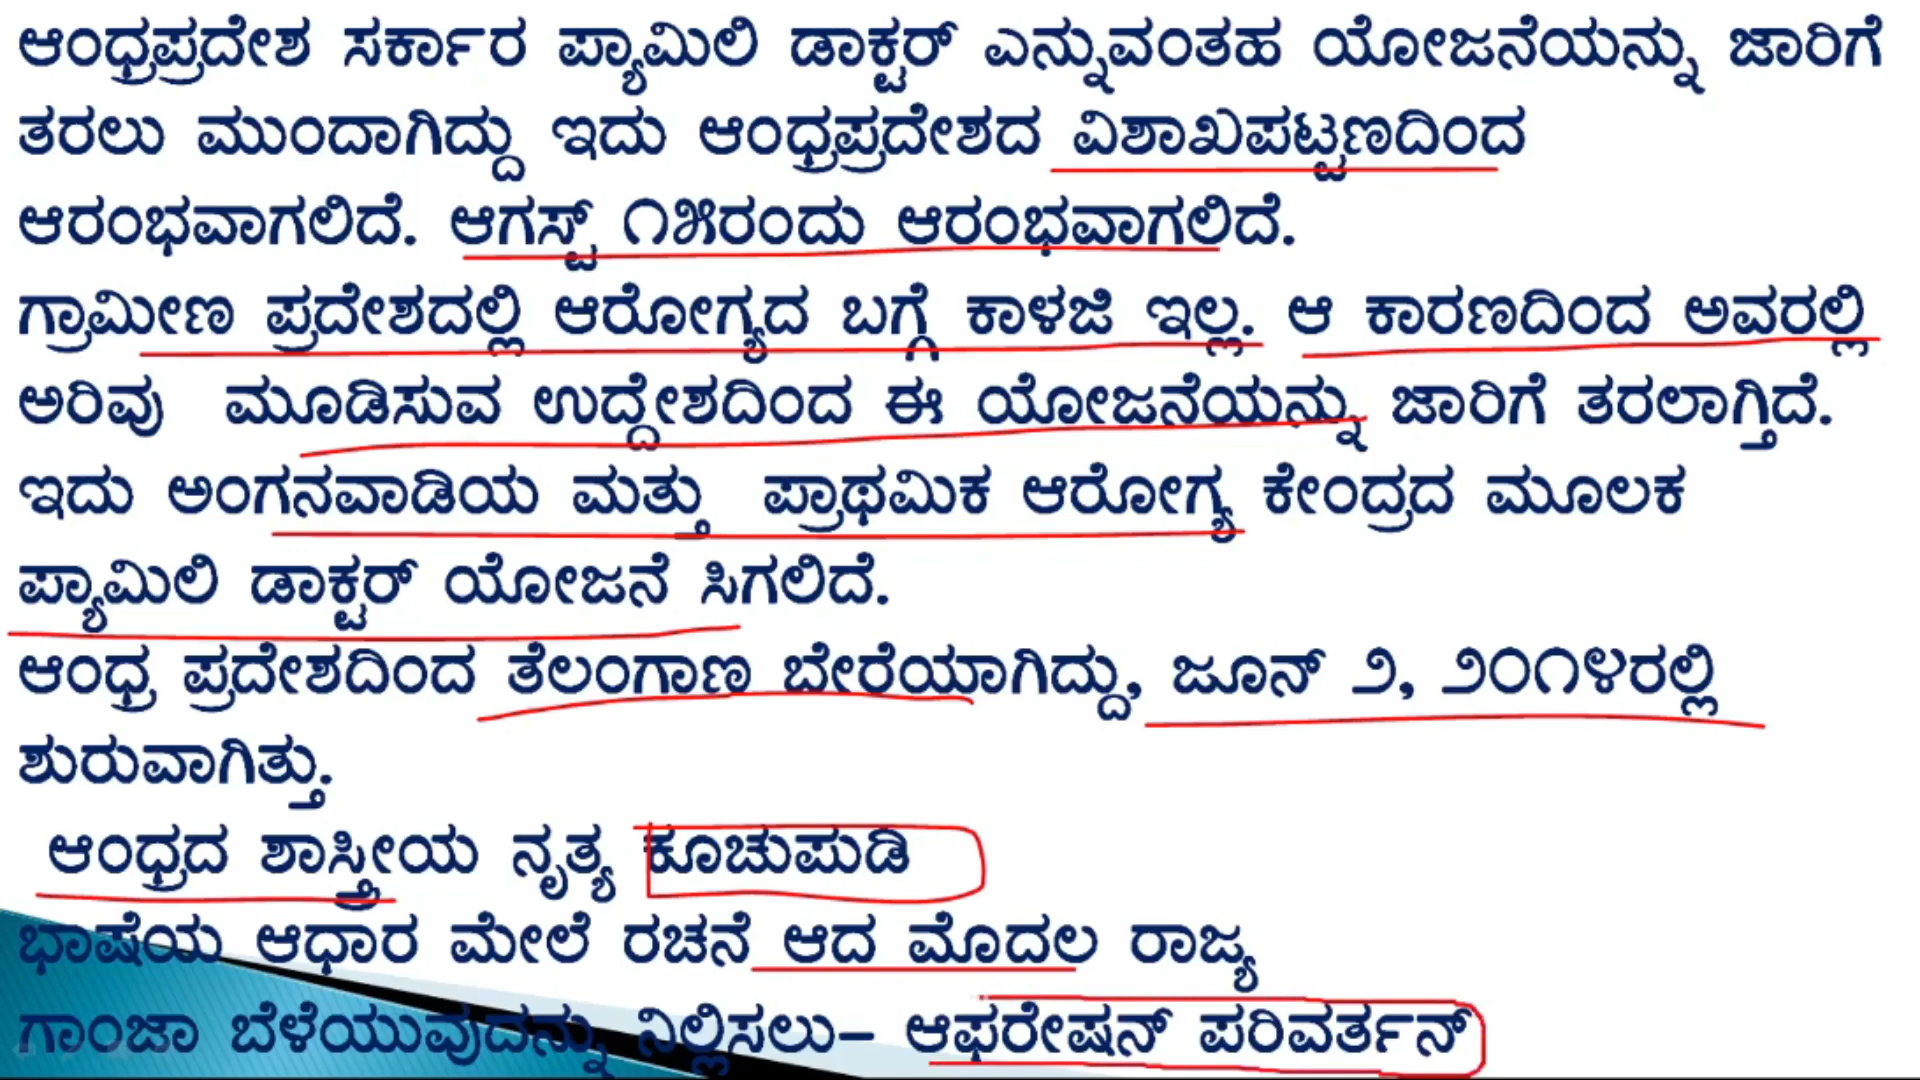 ಆಂಧ್ರಪ್ರದೇಶ ಸರ್ಕಾರ ಪ್ಯಾಮಿಲಿ ಡಾಕ್ಟರ್ ಎನ್ನುವಂತಹ ಯೋಜನೆಯನ್ನು ಜಾರಿಗೆ
ತರಲು ಮುಂದಾಗಿದ್ದು ಇದು ಆಂಧ್ರಪ್ರದೇಶದ ವಿಶಾಖಪಟ್ಟಣದಿಂದ
ಆರಂಭವಾಗಲಿದೆ. ಆಗಸ್ಟ್ ೧೫ರಂದು ಆರಂಭವಾಗಲಿದೆ.
ಗ್ರಾಮೀಣ ಪ್ರದೇಶದಲ್ಲಿ ಆರೋಗ್ಯದ ಬಗ್ಗೆ ಕಾಳಜಿ ಇಲ್ಲ. ಆ ಕಾರಣದಿಂದ ಅವರಲ್ಲಿ
ಅರಿವು ಮೂಡಿಸುವ ಉದ್ದೇಶದಿಂದ ಈ ಯೋಜನೆಯನ್ನು ಜಾರಿಗೆ ತರಲಾಗ್ತಿದೆ.
ಇದು ಅಂಗನವಾಡಿಯ ಮತ್ತು ಪ್ರಾಥಮಿಕ ಆರೋಗ್ಯ ಕೇಂದ್ರದ ಮೂಲಕ
ಪ್ಯಾಮಿಲಿ ಡಾಕ್ಟರ್ ಯೋಜನೆ ಸಿಗಲಿದೆ.
ಆಂಧ್ರ ಪ್ರದೇಶದಿಂದ ತೆಲಂಗಾಣ ಬೇರೆಯಾಗಿದ್ದು, ಜೂನ್ ೨, ೨೦೧೪ರಲ್ಲಿ
ಶುರುವಾಗಿತ್ತು.
ಆಂಧ್ರದ ಶಾಸ್ತ್ರೀಯ ನೃತ್ಯ ಕೂಚುಪುಡಿ
ಭಾಷೆಯ ಆಧಾರ ಮೇಲೆ ರಚನೆ ಆದ ಮೊದಲ ರಾಜ್ಯ
ಗಾಂಜಾ ಬೆಳೆಯುವುದನ್ನು ನಿಲ್ಲಿಸಲು– ಆಫರೇಷನ್ ಪರಿವರ್ತನ್